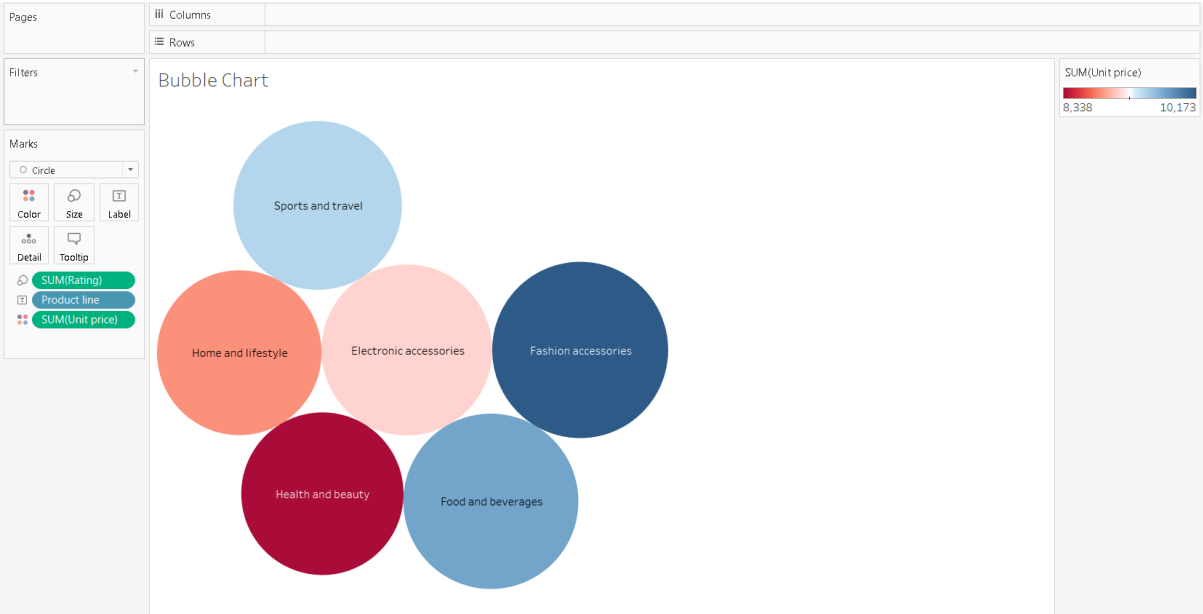 Pages
Columns
Rows
Filters
Marks
Circle
Color
Size
Label
Detail
Tooltip
SUM(Rating)
Product line
SUM(Unit price)
Bubble Chart
Sports and travel
Home and lifestyle
Electronic accessories
Fashion accessories
Health and beauty
Food and beverages
SUM(Unit price)
8,338 10,173